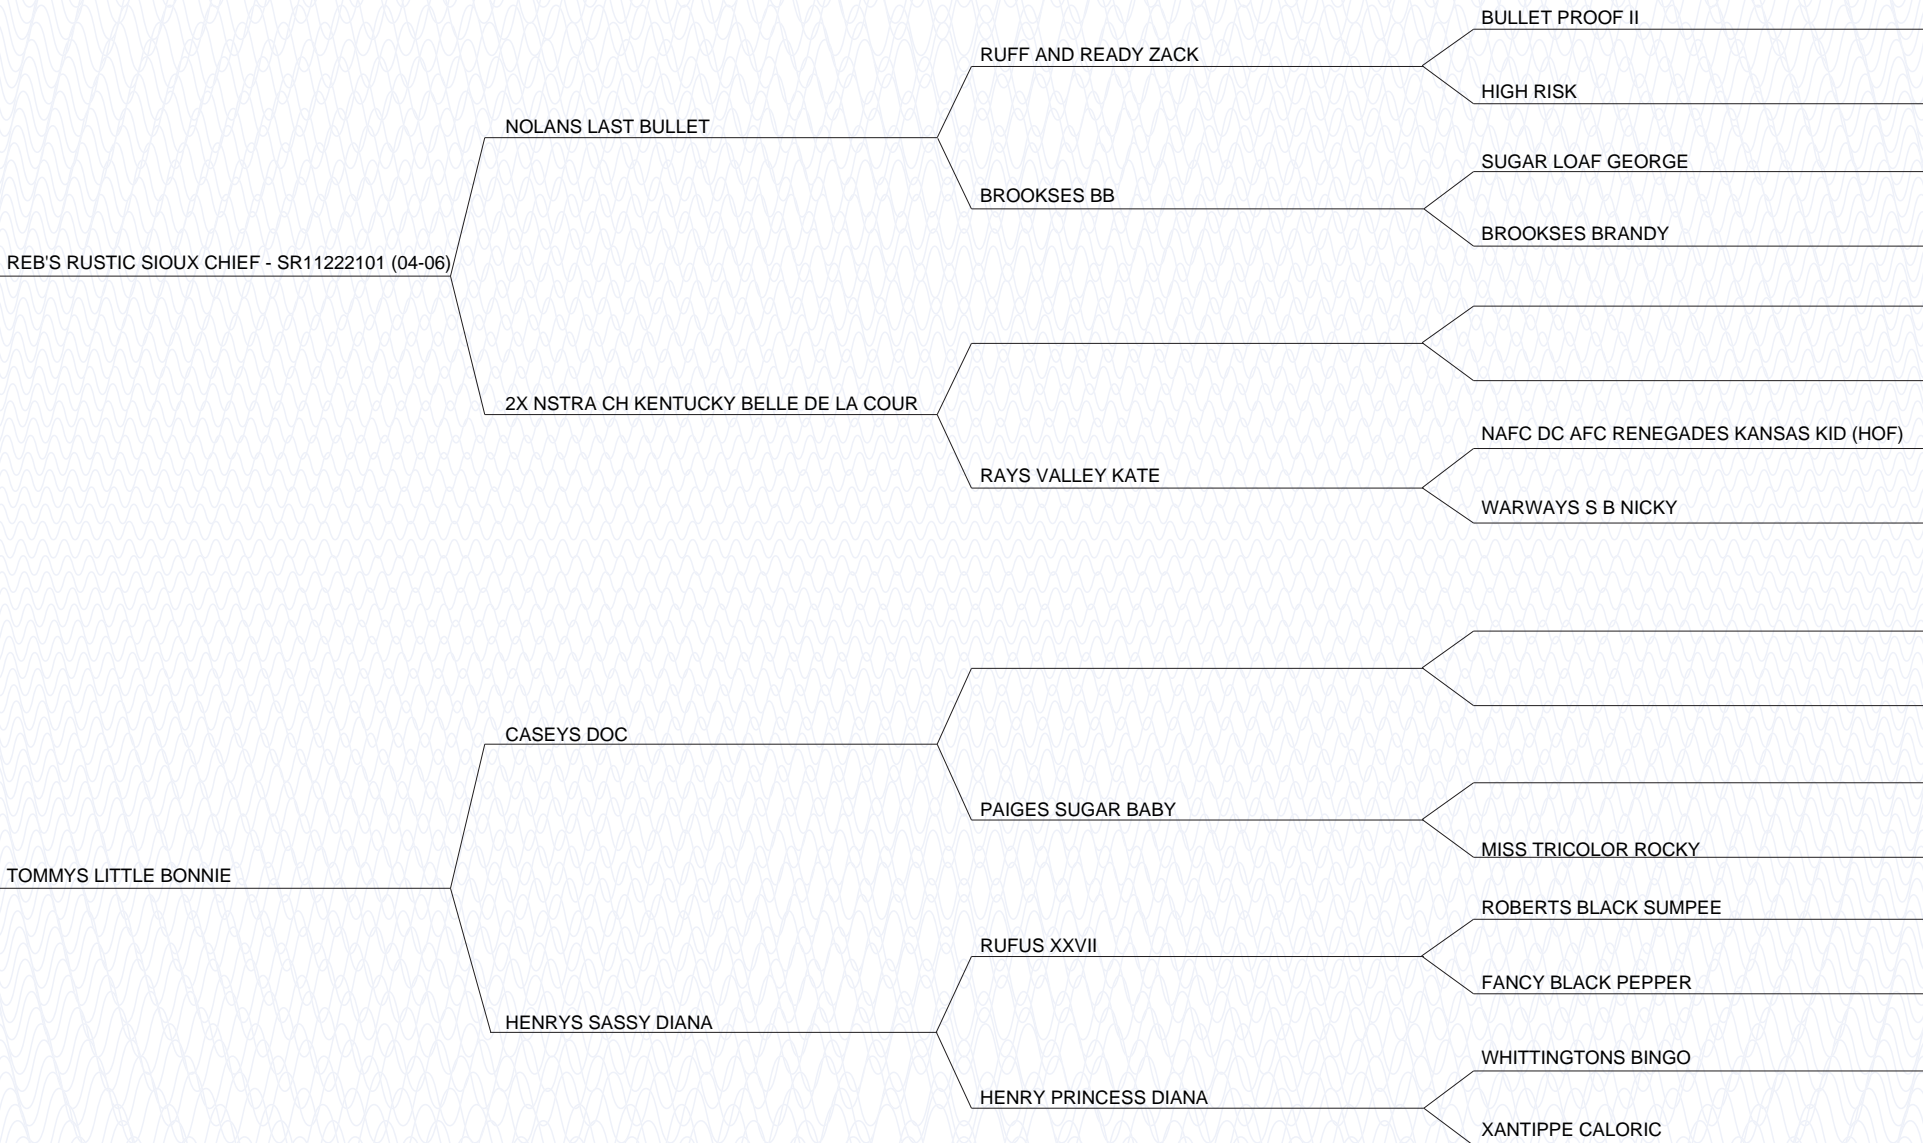 BULLET PROOF II
RUFF AND READY ZACK
HIGH RISK
NOLANS LAST BULLET
SUGAR LOAF GEORGE
BROOKSES BB
BROOKSES BRANDY
REB'S RUSTIC SIOUX CHIEF - SR11222101 (04-06)
2X NSTRA CH KENTUCKY BELLE DE LA COUR
NAFC DC AFC RENEGADES KANSAS KID (HOF)
RAYS VALLEY KATE
WARWAYS S B NICKY
CASEYS DOC
PAIGES SUGAR BABY
MISS TRICOLOR ROCKY
TOMMYS LITTLE BONNIE
ROBERTS BLACK SUMPEE
RUFUS XXVII
FANCY BLACK PEPPER
HENRYS SASSY DIANA
WHITTINGTONS BINGO
HENRY PRINCESS DIANA
XANTIPPE CALORIC